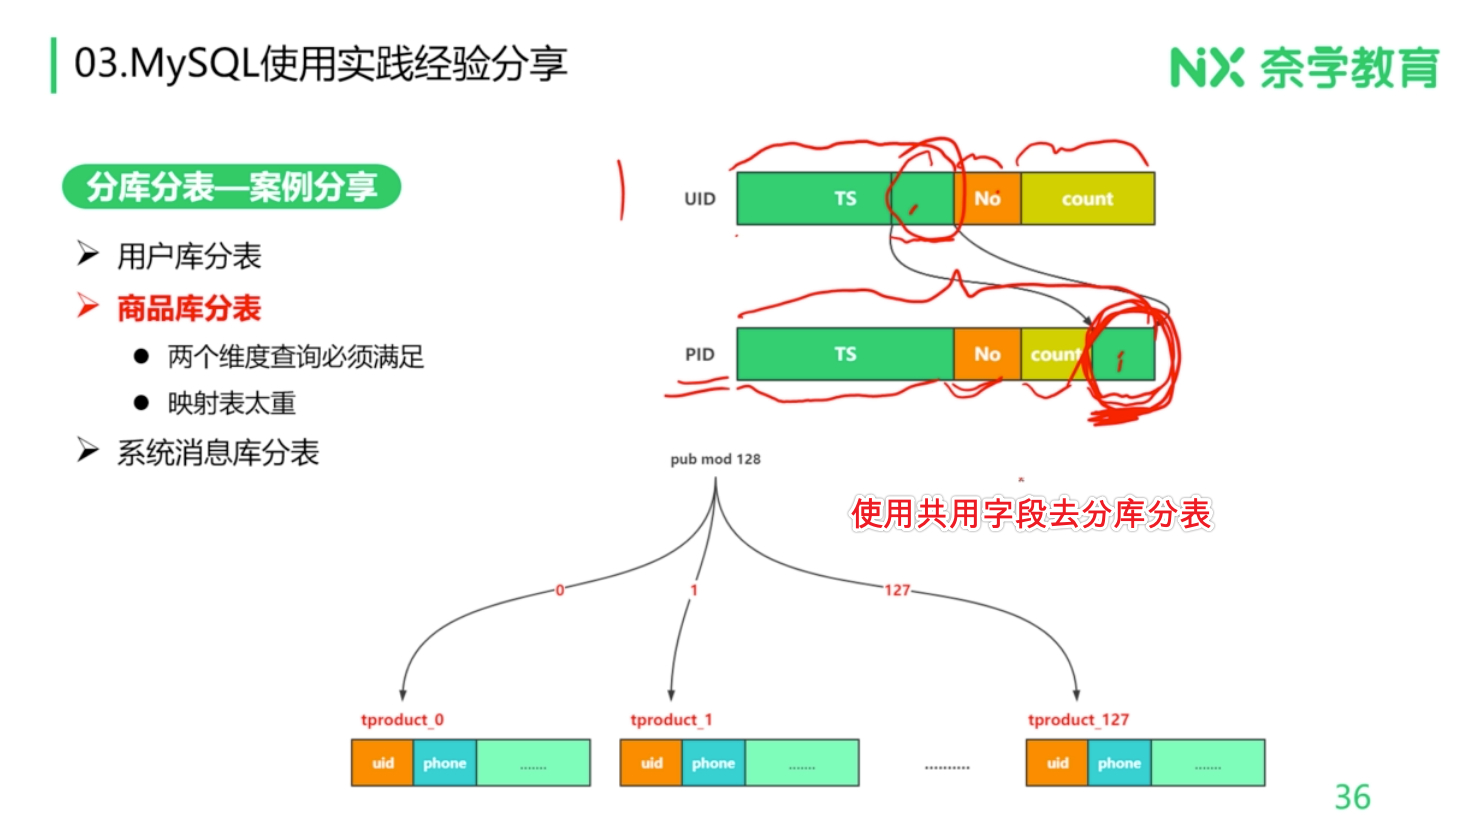 03.MySQL使用实践经验分享
NX 奈学教育
分库分表—案例分享
用户库分表
商品库分表
两个维度查询必须满足
映射表太重
系统消息库分表
UID TS No count
PID TS No count
pub mod 128
使用共用字段去分库分表
0 1 127
tproduct_0 tproduct_1 tproduct_127
uid phone ....... uid phone ....... .......... uid phone .......
36